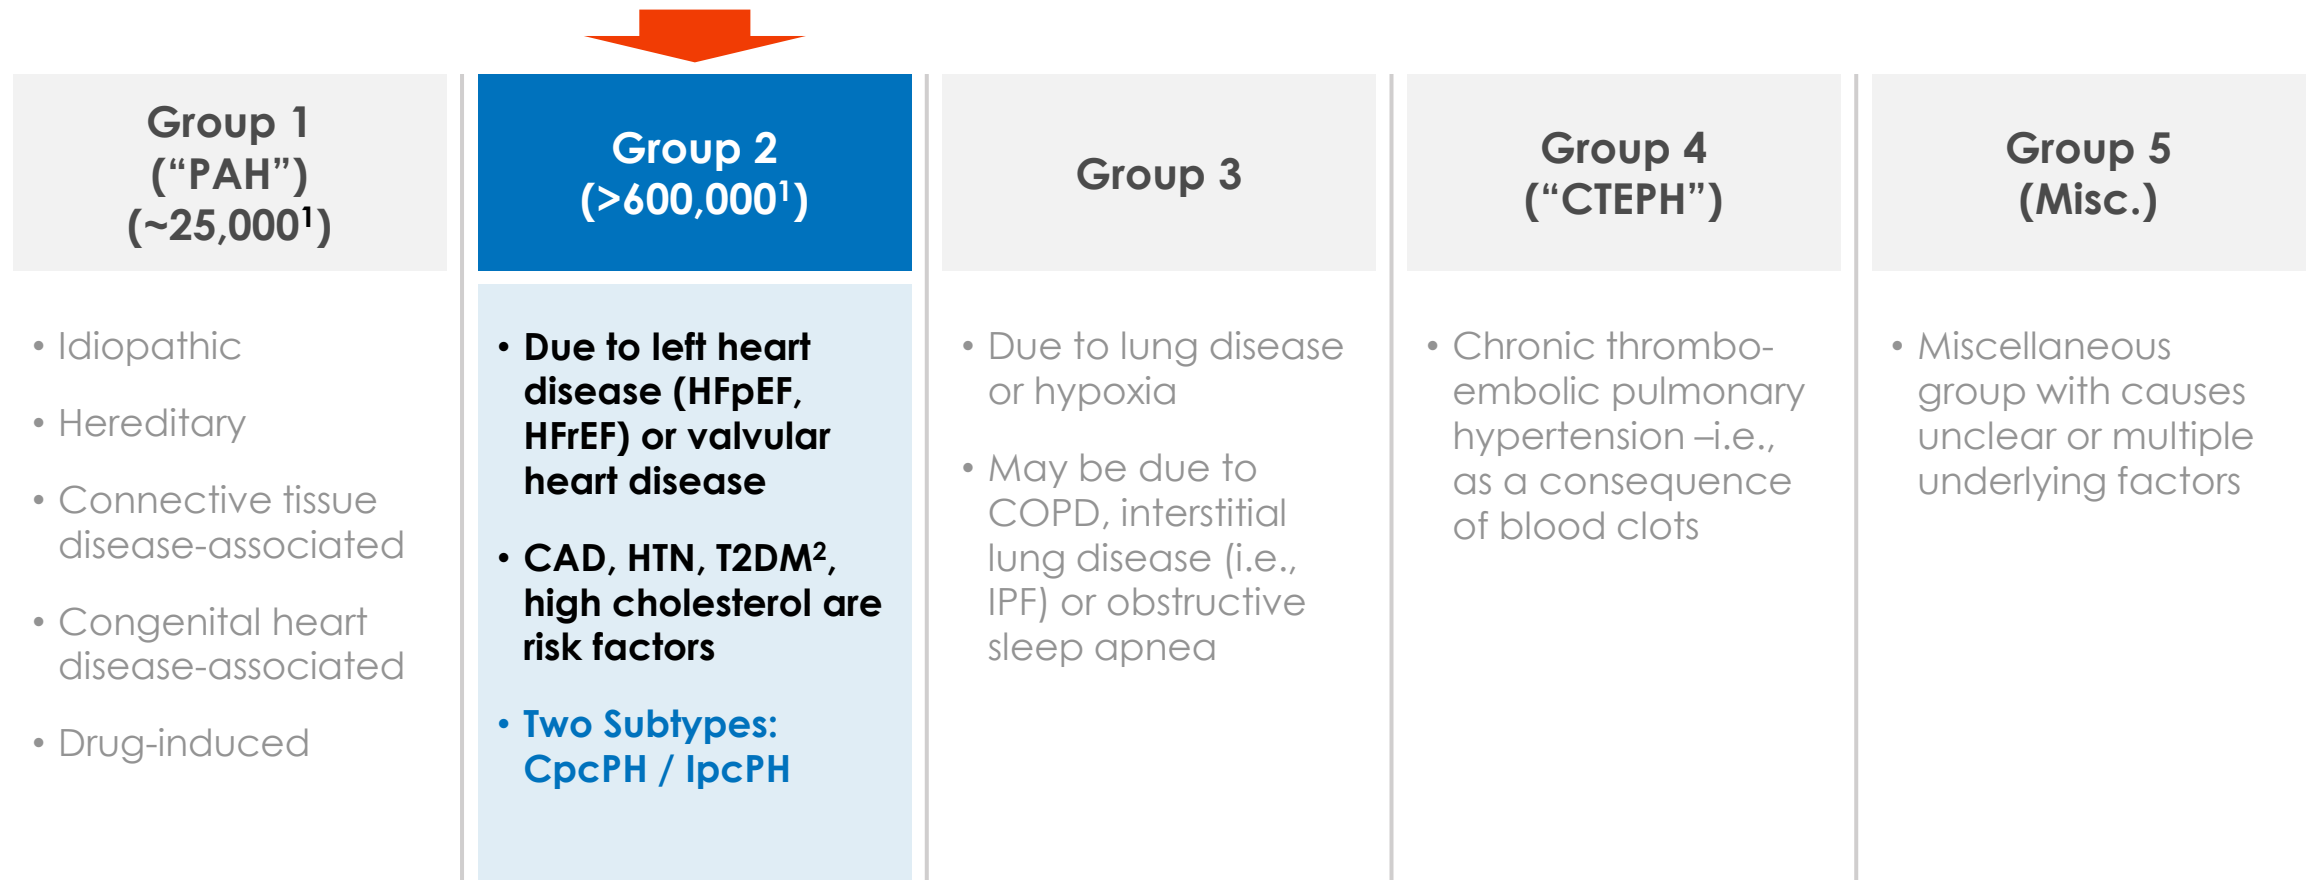 Group 1
(“PAH”)
(~25,000¹)
• Idiopathic
• Hereditary
• Connective tissue
disease-associated
• Congenital heart
disease-associated
• Drug-induced
Group 2
(>600,000¹)
• Due to left heart
disease (HFpEF,
HFrEF) or valvular
heart disease
• CAD, HTN, T2DM²,
high cholesterol are
risk factors
• Two Subtypes:
CpcPH / IpcPH
Group 3
• Due to lung disease
or hypoxia
• May be due to
COPD, interstitial
lung disease (i.e.,
IPF) or obstructive
sleep apnea
Group 4
(“CTEPH”)
• Chronic thrombo-
embolic pulmonary
hypertension –i.e.,
as a consequence
of blood clots
Group 5
(Misc.)
• Miscellaneous
group with causes
unclear or multiple
underlying factors